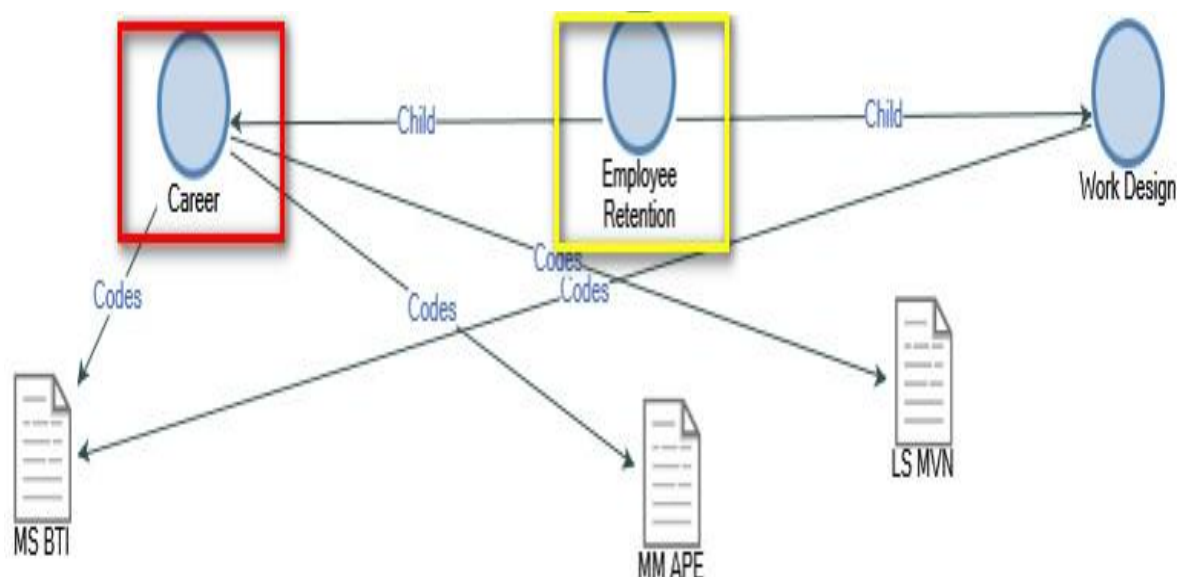 Child
Child
Career
Employee
Retention
Work Design
Codes
Codes
Codes
Codes
LS MVN
MS BTI
MM APE